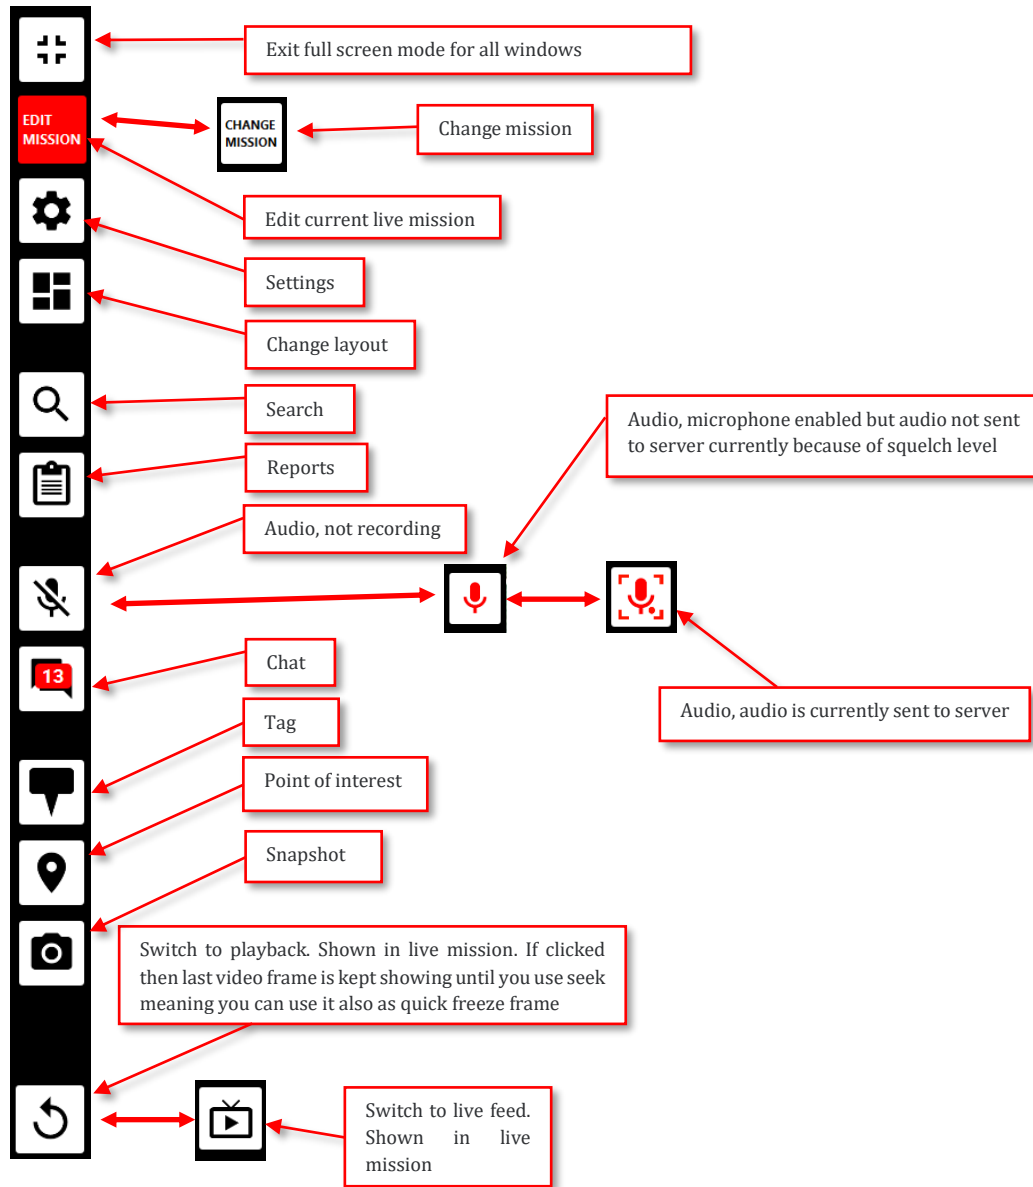 Exit full screen mode for all windows
EDIT
MISSION
CHANGE
MISSION
Change mission
Edit current live mission
Settings
Change layout
Search
Audio, microphone enabled but audio not sent
to server currently because of squelch level
Reports
Audio, not recording
Chat
13
Audio, audio is currently sent to server
Tag
Point of interest
Snapshot
Switch to playback. Shown in live mission. If clicked
then last video frame is kept showing until you use seek
meaning you can use it also as quick freeze frame
Switch to live feed.
Shown in live
mission